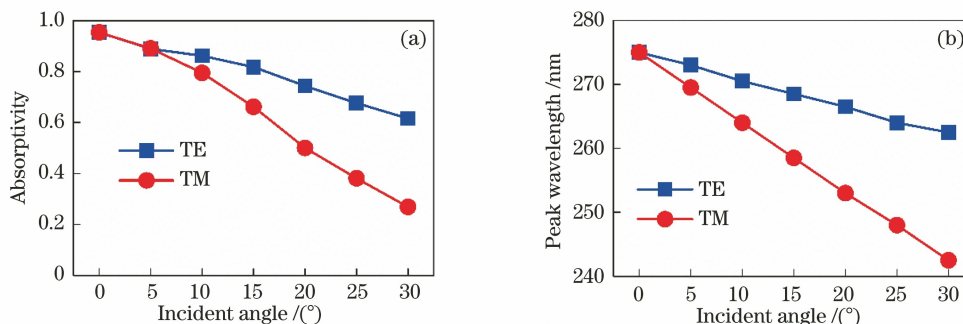 1.0
0.8
0.6
0.4
0.2
0
Absorptivity
(a)
TE
TM
0 5 10 15 20 25 30
Incident angle /(°)
280
270
260
250
240
Peak wavelength /nm
(b)
TE
TM
0 5 10 15 20 25 30
Incident angle /(°)